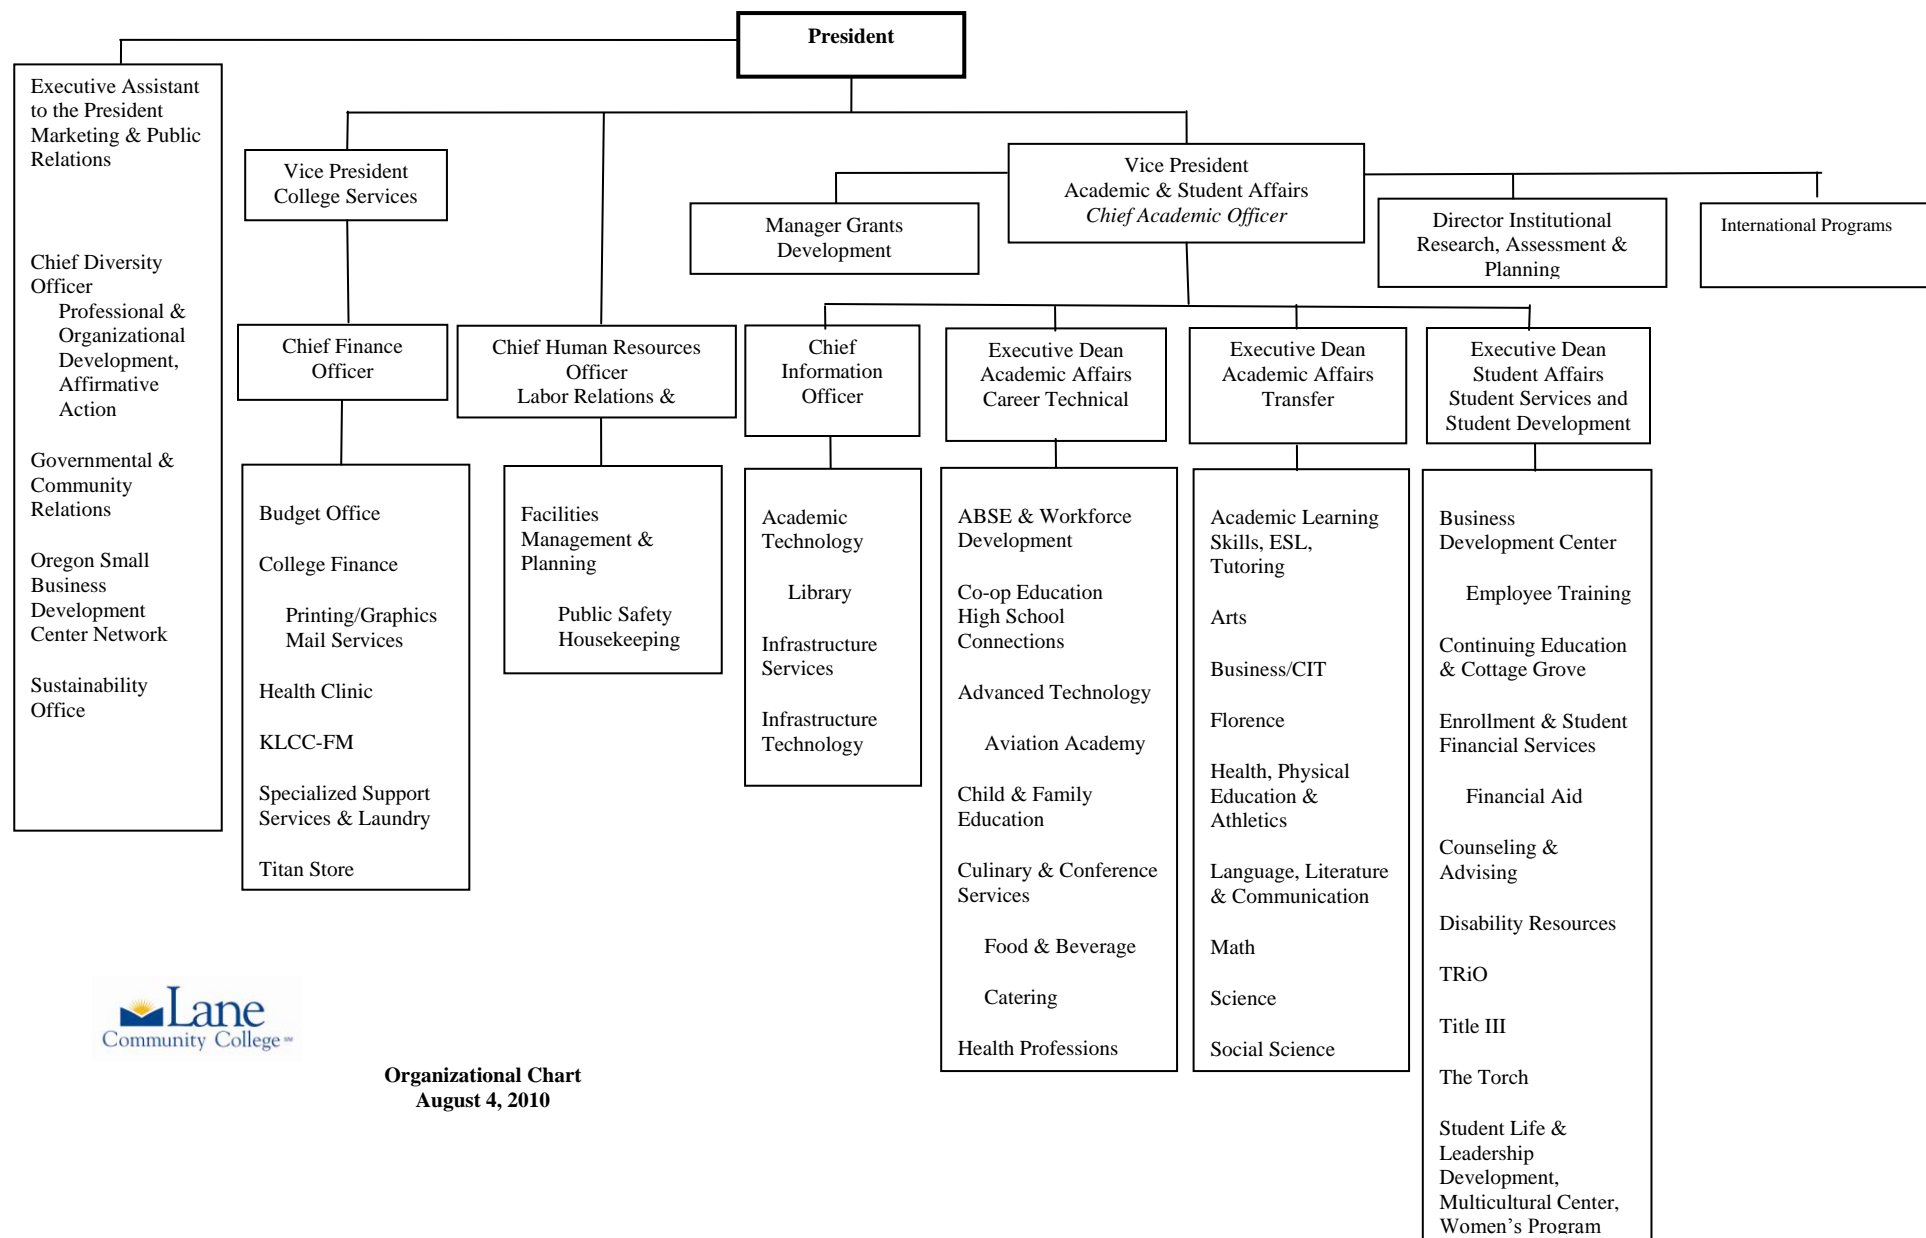 President
Executive Assistant
to the President
Marketing & Public
Relations
Chief Diversity
Officer
Professional &
Organizational
Development,
Affirmative
Action
Governmental &
Community
Relations
Oregon Small
Business
Development
Center Network
Sustainability
Office
Vice President
College Services
Vice President
Academic & Student Affairs
Chief Academic Officer
Manager Grants
Development
Director Institutional
Research, Assessment &
Planning
International Programs
Chief Finance
Officer
Chief Human Resources
Officer
Labor Relations &
Chief
Information
Officer
Executive Dean
Academic Affairs
Career Technical
Executive Dean
Academic Affairs
Transfer
Executive Dean
Student Affairs
Student Services and
Student Development
Budget Office
College Finance
Printing/Graphics
Mail Services
Health Clinic
KLCC-FM
Specialized Support
Services & Laundry
Titan Store
Facilities
Management &
Planning
Public Safety
Housekeeping
Academic
Technology
Library
Infrastructure
Services
Infrastructure
Technology
ABSE & Workforce
Development
Co-op Education
High School
Connections
Advanced Technology
Aviation Academy
Child & Family
Education
Culinary & Conference
Services
Food & Beverage
Catering
Health Professions
Academic Learning
Skills, ESL,
Tutoring
Arts
Business/CIT
Florence
Health, Physical
Education &
Athletics
Language, Literature
& Communication
Math
Science
Social Science
Business
Development Center
Employee Training
Continuing Education
& Cottage Grove
Enrollment & Student
Financial Services
Financial Aid
Counseling &
Advising
Disability Resources
TRiO
Title III
The Torch
Student Life &
Leadership
Development,
Multicultural Center,
Women's Program
Lane
Community College
Organizational Chart
August 4, 2010